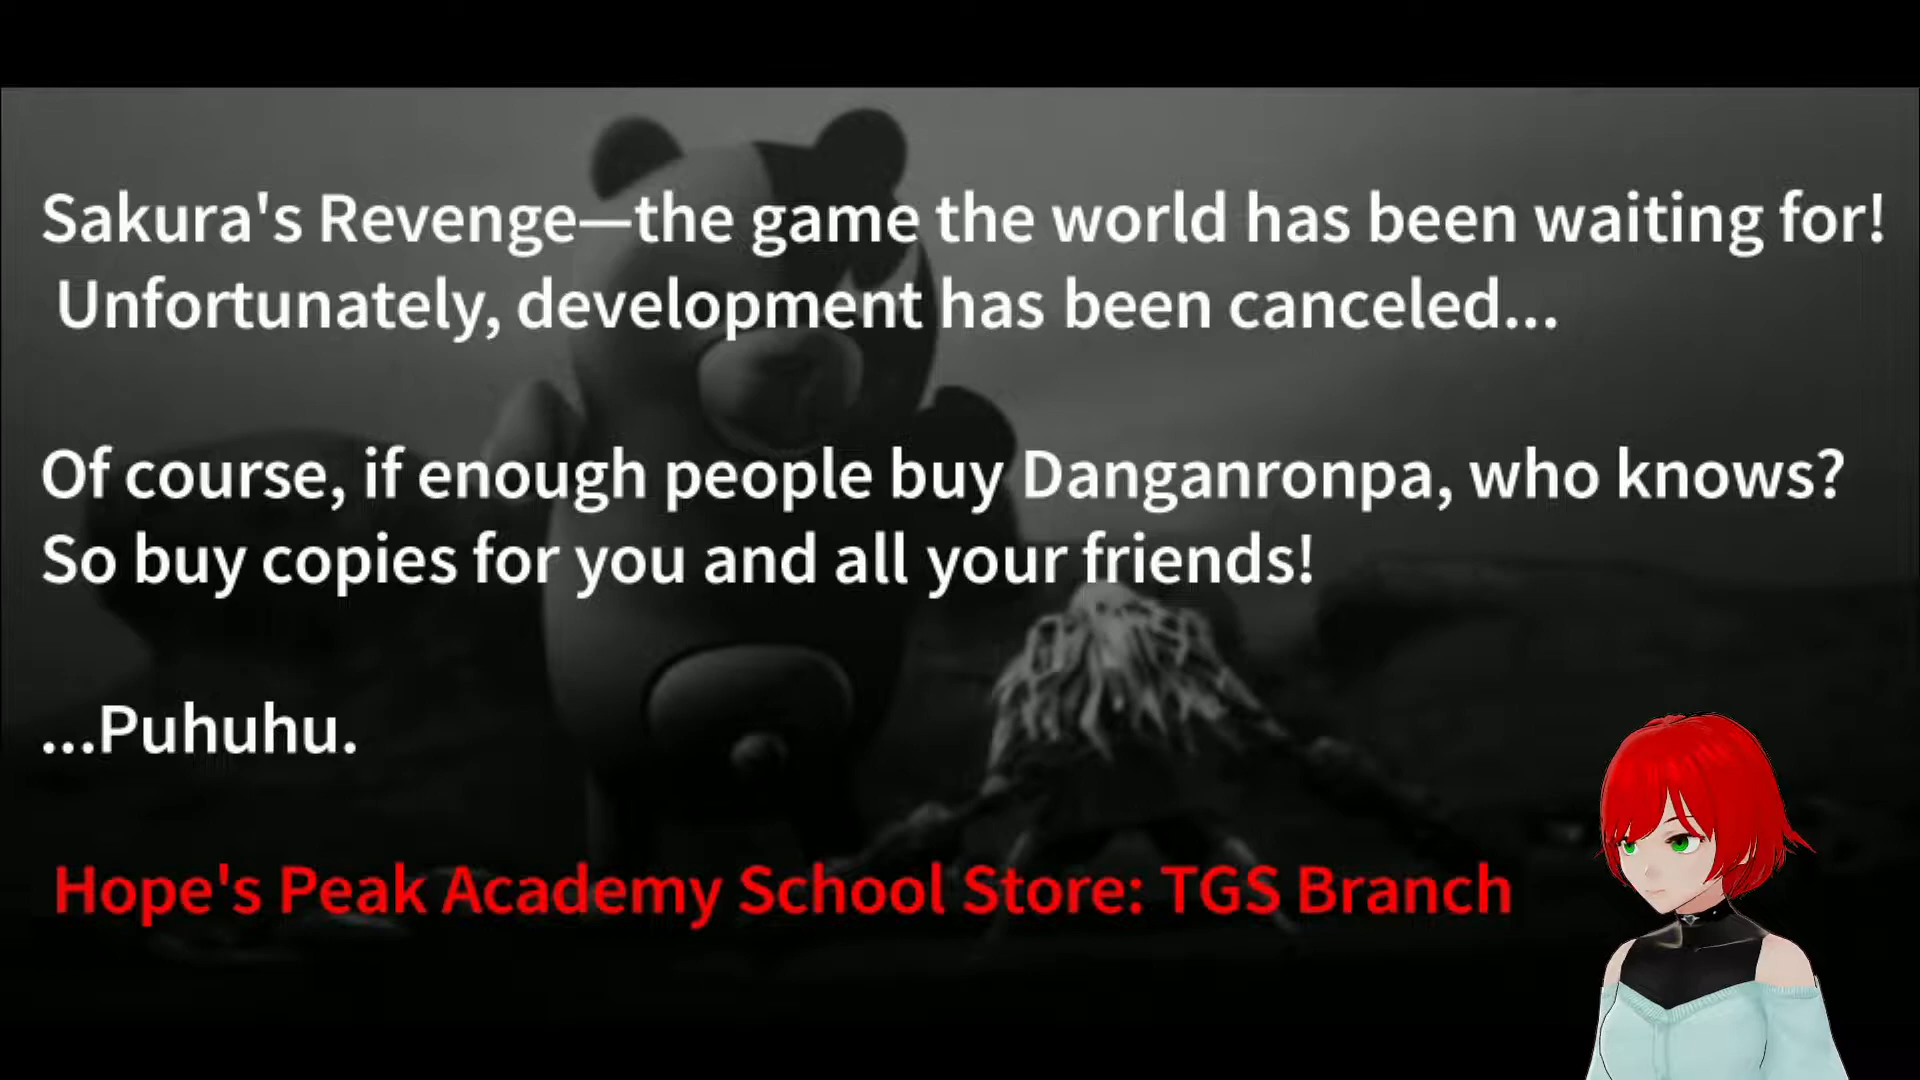 Sakura's Revenge—the game the world has been waiting for!
Unfortunately, development has been canceled...
Of course, if enough people buy Danganronpa, who knows?
So buy copies for you and all your friends!
...Puhuhu.
Hope's Peak Academy School Store: TGS Branch